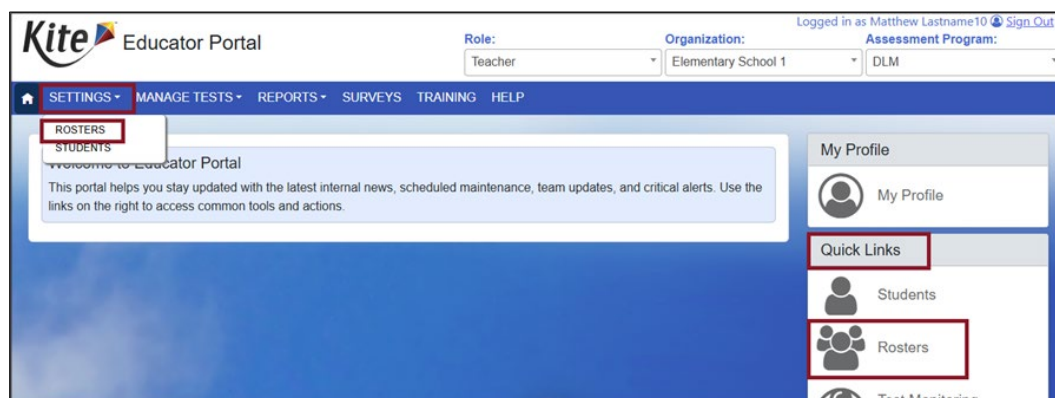 Logged in as Matthew Lastname10 Sign Out
Kite Educator Portal
Role: Organization: Assessment Program:
Teacher Elementary School 1 DLM
SETTINGS MANAGE TESTS REPORTS SURVEYS TRAINING HELP
ROSTERS
STUDENTS
Welcome to Educator Portal
This portal helps you stay updated with the latest internal news, scheduled maintenance, team updates, and critical alerts. Use the
links on the right to access common tools and actions.
My Profile
My Profile
Quick Links
Students
Rosters
Test Monitoring